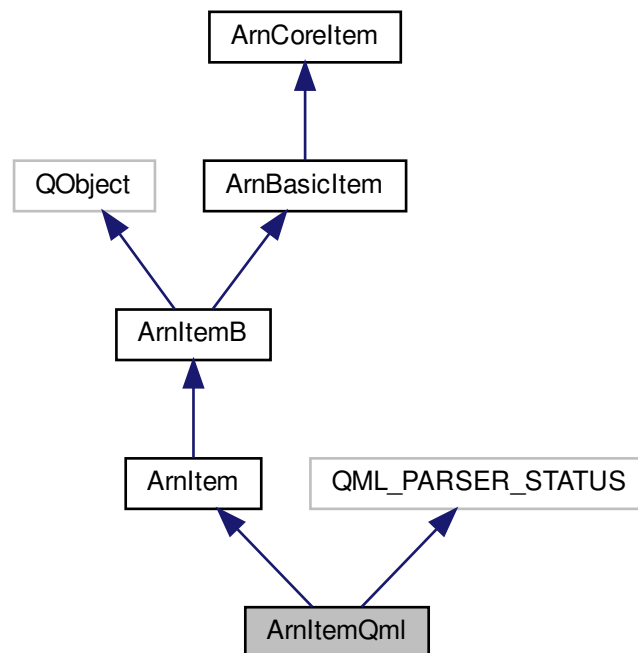 ArnCoreItem
QObject
ArnBasicItem
ArnItemB
ArnItem
QML_PARSER_STATUS
ArnItemQml